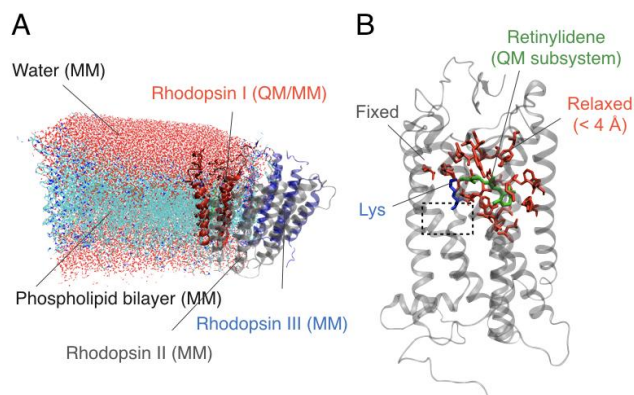 A
Water (MM)
Rhodopsin I (QM/MM)
Phospholipid bilayer (MM)
Rhodopsin III (MM)
Rhodopsin II (MM)
B
Retinylidene
(QM subsystem)
Fixed
Relaxed
(< 4 Å)
Lys